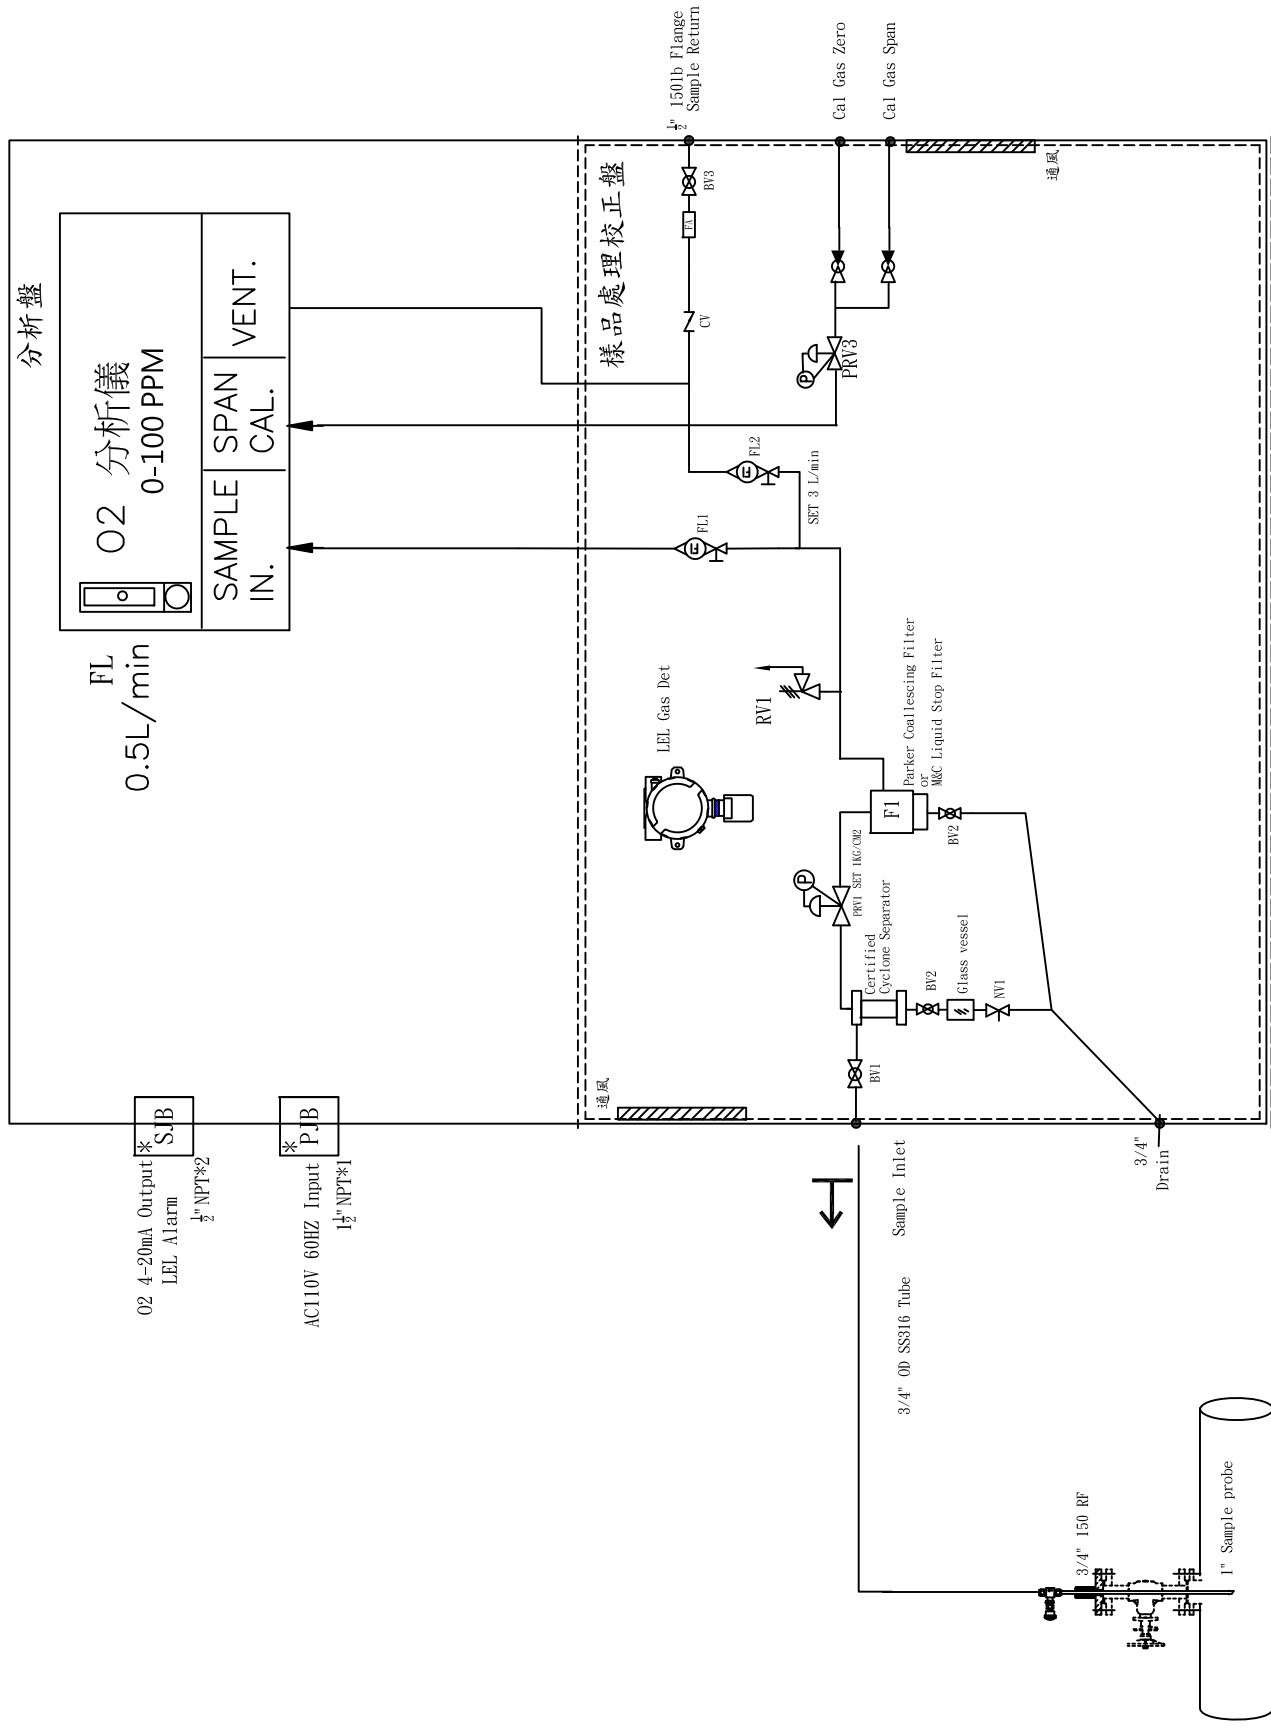 分析盤
O2 分析儀
0-100 PPM
SAMPLE
IN.
SPAN
CAL.
VENT.
FL
0.5L/min
SJB
*
O2 4-20mA Output
LEL Alarm
1/2" NPT*2
PJB
*
AC110V 60HZ Input
1 1/2" NPT*1
樣品處理校正盤
通風
通風
1/2" 150lb Flange
Sample Return
BV3
FA
CV
Cal Gas Zero
Cal Gas Span
P
PRV3
FL2
SET 3 L/min
FL1
RV1
LEL Gas Det
Parker Coallescing Filter
or
M&C Liquid Stop Filter
F1
BV2
P
PRV1 SET 1KG/CM2
Certified
Cyclone Separator
BV2
Glass vessel
NV1
BV1
Sample Inlet
3/4"
Drain
3/4" OD SS316 Tube
3/4" 150 RF
1" Sample probe